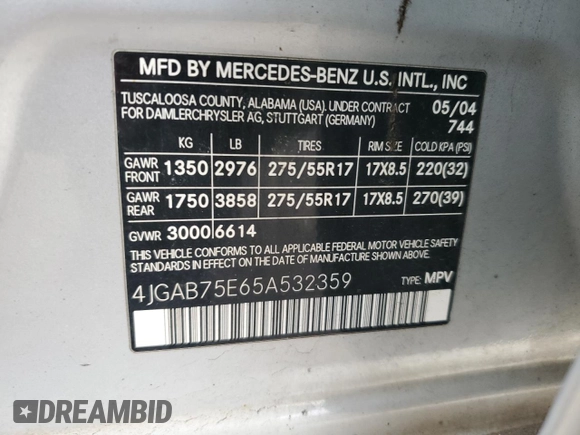 MFD BY MERCEDES-BENZ U.S. INTL., INC
TUSCALOOSA COUNTY, ALABAMA (USA). UNDER CONTRACT 05/04
FOR DAIMLERCHRYSLER AG, STUTTGART (GERMANY) 744
KG LB TIRES RIM SIZE COLD KPA (PSI)
GAWR FRONT 1350 2976 275/55R17 17X8.5 220(32)
GAWR REAR 1750 3858 275/55R17 17X8.5 270(39)
GVWR 3000 6614
THIS VEHICLE CONFORMS TO ALL APPLICABLE FEDERAL MOTOR VEHICLE SAFETY
STANDARDS IN EFFECT ON THE DATE OF MANUFACTURE SHOWN ABOVE.
4JGAB75E65A532359 TYPE: MPV
DREAMBID